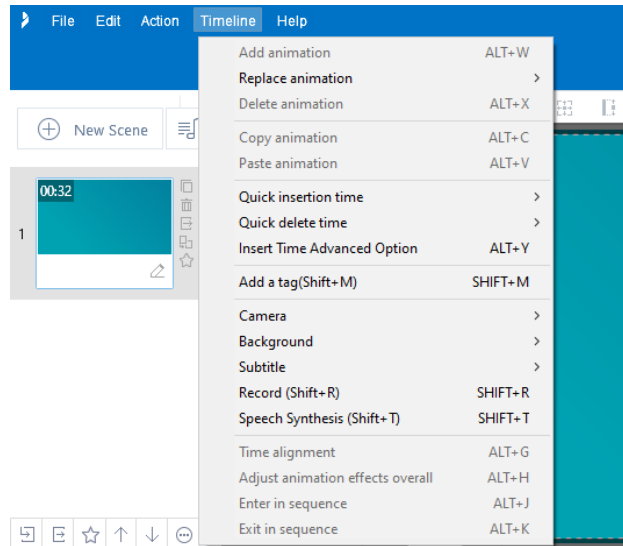 File Edit Action Timeline Help
Add animation ALT+W
Replace animation
Delete animation ALT+X
Copy animation ALT+C
Paste animation ALT+V
Quick insertion time
Quick delete time
Insert Time Advanced Option ALT+Y
Add a tag(Shift+M) SHIFT+M
Camera
Background
Subtitle
Record (Shift+R) SHIFT+R
Speech Synthesis (Shift+T) SHIFT+T
Time alignment ALT+G
Adjust animation effects overall ALT+H
Enter in sequence ALT+J
Exit in sequence ALT+K
New Scene
00:32
1